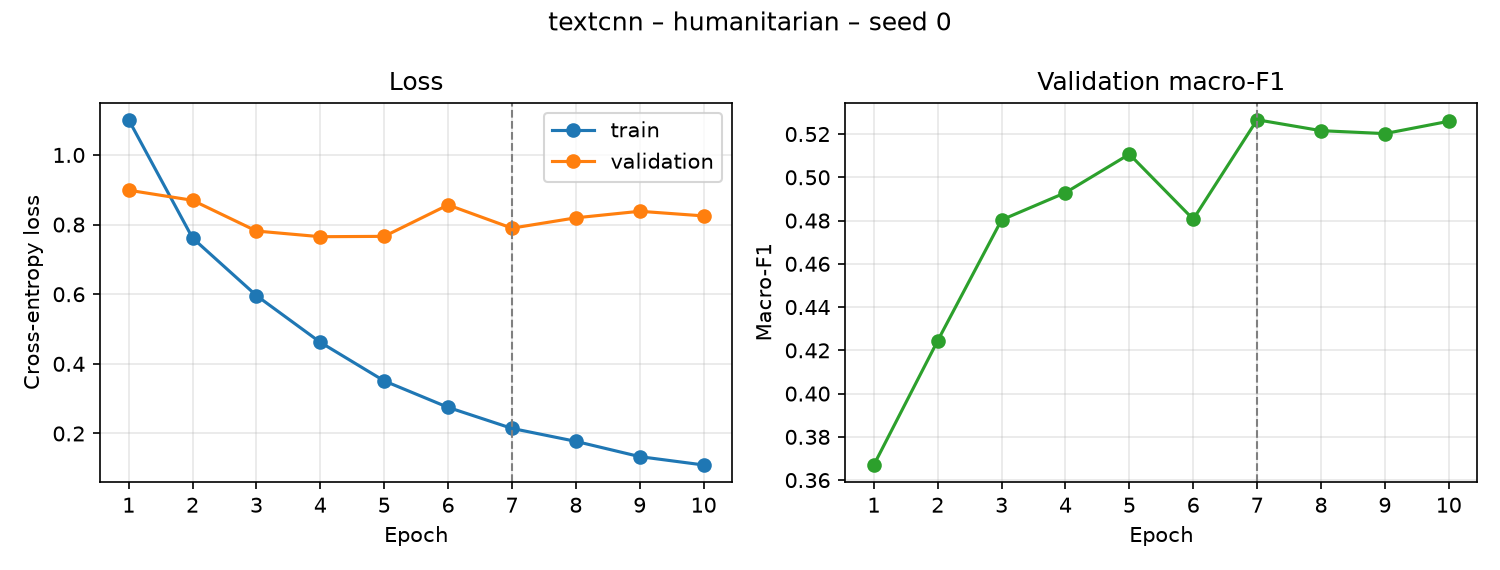 textcnn – humanitarian – seed 0
Loss
Cross-entropy loss
1.0
0.8
0.6
0.4
0.2
train
validation
1 2 3 4 5 6 7 8 9 10
Epoch
Validation macro-F1
Macro-F1
0.52
0.50
0.48
0.46
0.44
0.42
0.40
0.38
0.36
1 2 3 4 5 6 7 8 9 10
Epoch